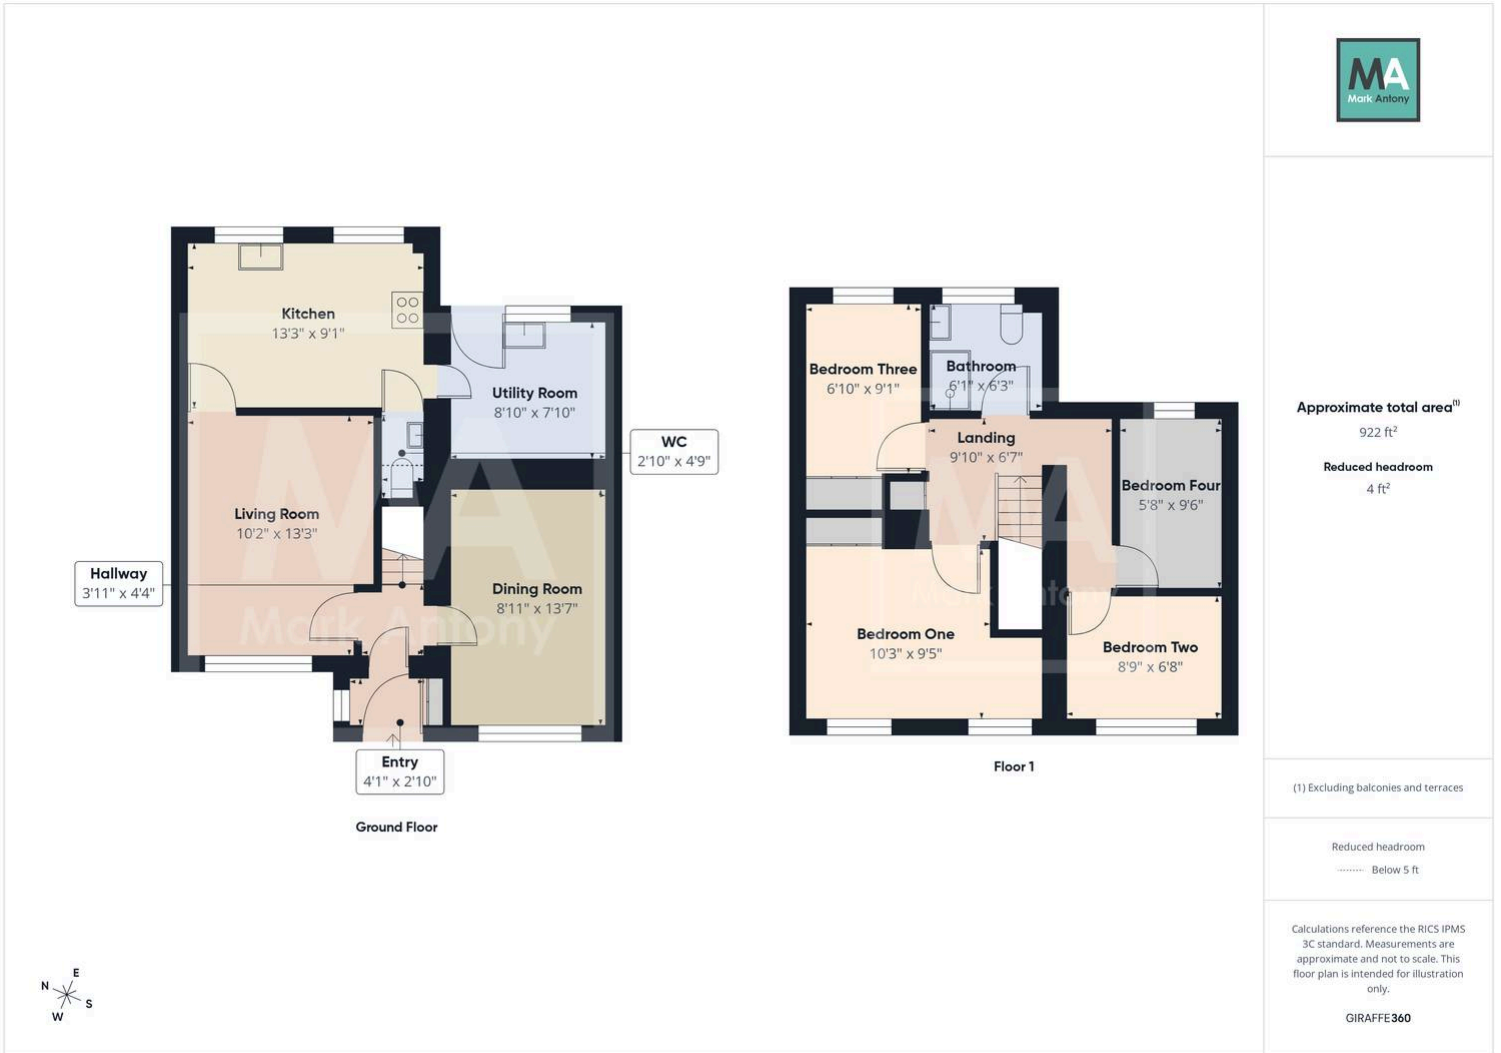 MA
Mark Antony
Kitchen
13'3" x 9'1"
Utility Room
8'10" x 7'10"
WC
2'10" x 4'9"
Living Room
10'2" x 13'3"
Hallway
3'11" x 4'4"
Dining Room
8'11" x 13'7"
Entry
4'1" x 2'10"
Ground Floor
MA
Mark Antony
Bedroom Three
6'10" x 9'1"
Bathroom
6'1" x 6'3"
Landing
9'10" x 6'7"
Bedroom Four
5'8" x 9'6"
Bedroom One
10'3" x 9'5"
Bedroom Two
8'9" x 6'8"
MA
Mark Antony
Floor 1
Approximate total area(1)
922 ft²
Reduced headroom
4 ft²
(1) Excluding balconies and terraces
Reduced headroom
Below 5 ft
Calculations reference the RICS IPMS
3C standard. Measurements are
approximate and not to scale. This
floor plan is intended for illustration
only.
GIRAFFE360
E
N
S
W